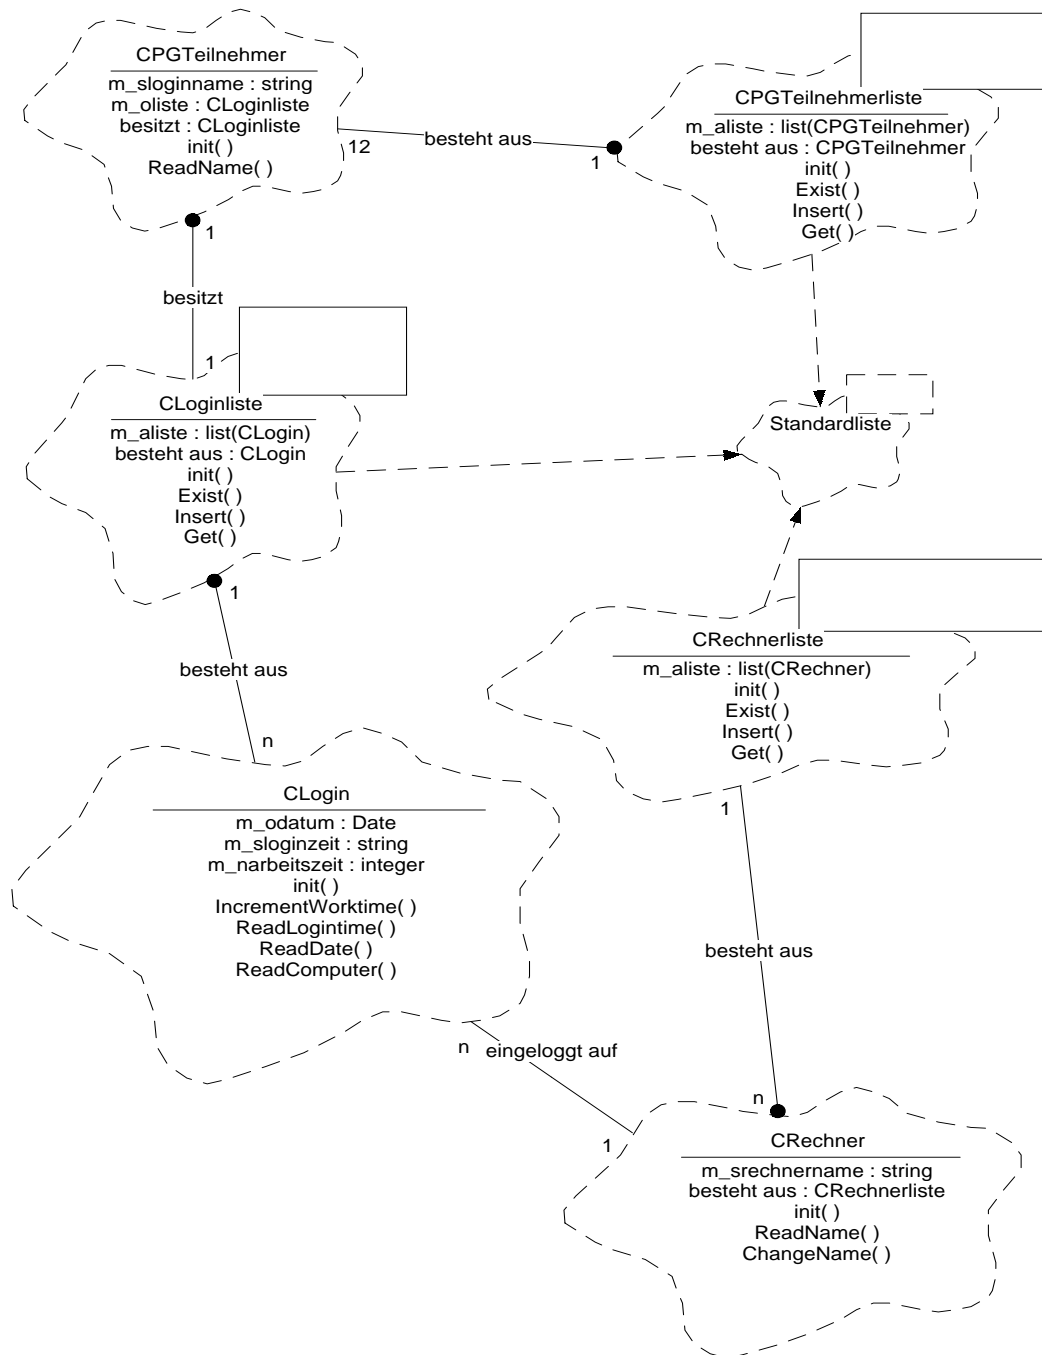 CPGTeilnehmer
m_sloginname : string
m_oliste : CLoginliste
besitzt : CLoginliste
init( )
ReadName( )
12
besteht aus
1
CPGTeilnehmerliste
m_aliste : list(CPGTeilnehmer)
besteht aus : CPGTeilnehmer
init( )
Exist( )
Insert( )
Get( )
1
besitzt
1
CLoginliste
m_aliste : list(CLogin)
besteht aus : CLogin
init( )
Exist( )
Insert( )
Get( )
Standardliste
1
besteht aus
n
CRechnerliste
m_aliste : list(CRechner)
init( )
Exist( )
Insert( )
Get( )
1
CLogin
m_odatum : Date
m_sloginzeit : string
m_narbeitszeit : integer
init( )
IncrementWorktime( )
ReadLogintime( )
ReadDate( )
ReadComputer( )
besteht aus
n
n eingeloggt auf
1
CRechner
m_srechnername : string
besteht aus : CRechnerliste
init( )
ReadName( )
ChangeName( )